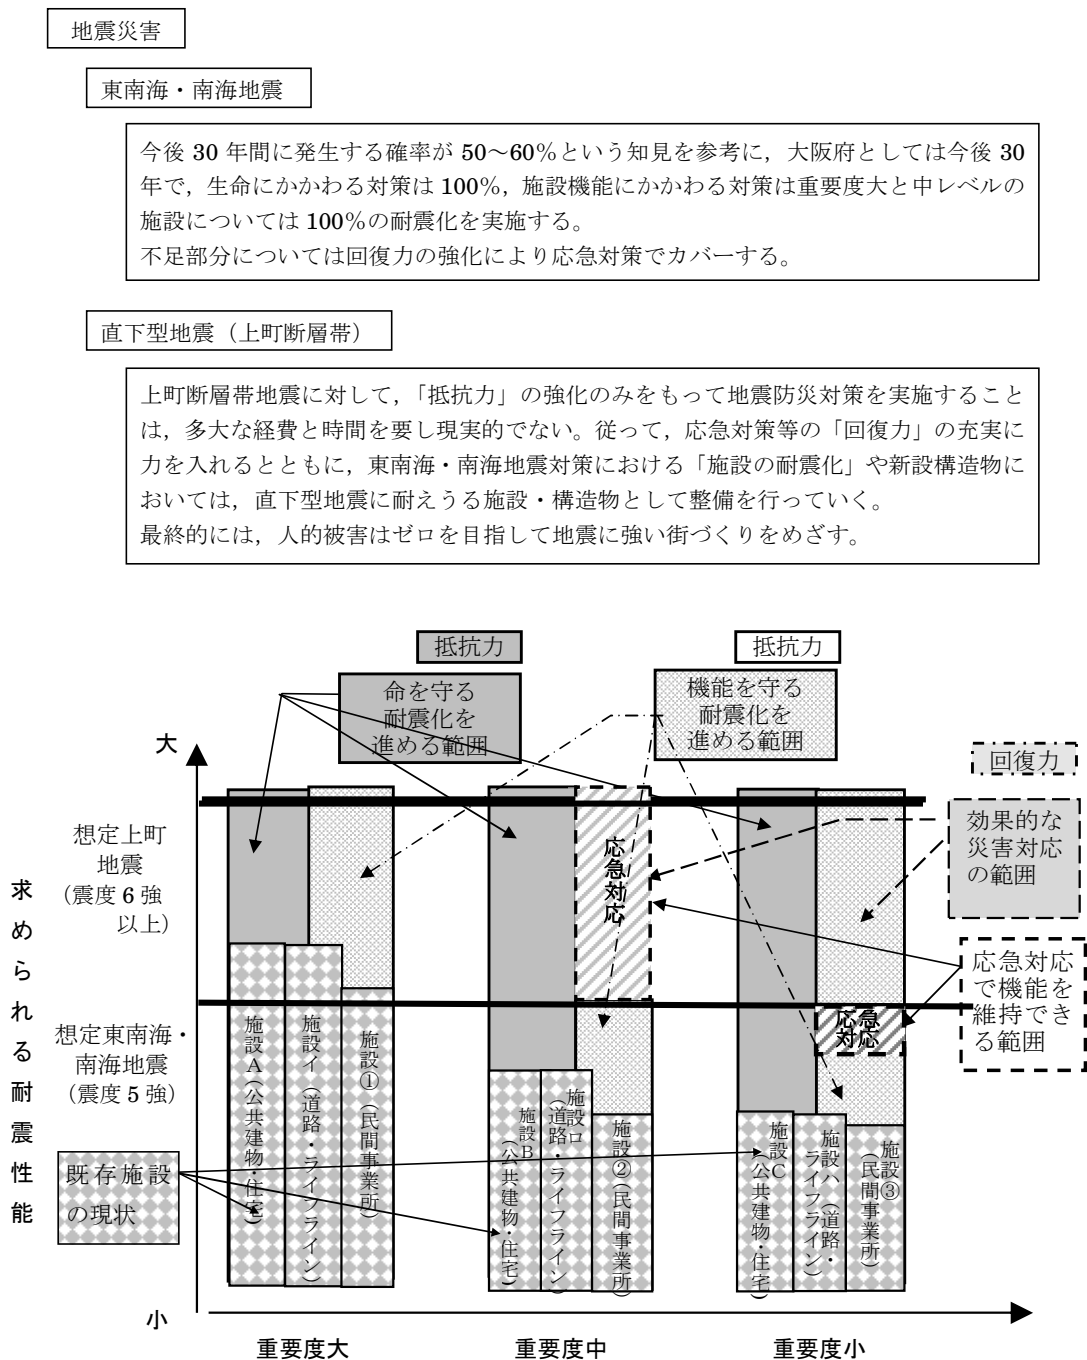 地震災害
東南海・南海地震
今後 30 年間に発生する確率が 50～60％という知見を参考に，大阪府としては今後 30
年で，生命にかかわる対策は 100％，施設機能にかかわる対策は重要度大と中レベルの
施設については 100％の耐震化を実施する。
不足部分については回復力の強化により応急対策でカバーする。
直下型地震（上町断層帯）
上町断層帯地震に対して，「抵抗力」の強化のみをもって地震防災対策を実施すること
は，多大な経費と時間を要し現実的でない。従って，応急対策等の「回復力」の充実に
力を入れるとともに，東南海・南海地震対策における「施設の耐震化」や新設構造物に
おいては，直下型地震に耐えうる施設・構造物として整備を行っていく。
最終的には，人的被害はゼロを目指して地震に強い街づくりをめざす。
抵抗力
抵抗力
命を守る
耐震化を
進める範囲
機能を守る
耐震化を
進める範囲
大
回復力
効果的な
災害対応
の範囲
想定上町
地震
（震度 6 強
以上）
応急対応
求められる耐震性能
応急対応
で機能を
維持でき
る範囲
応急
対応
想定東南海・
南海地震
（震度 5 強）
施設A（公共建物・住宅）
施設イ（道路・ライフライン）
施設①（民間事業所）
施設B
（公共建物・住宅）
施設ロ
（道路・ライフライン）
施設②（民間事業所）
施設C
（公共建物・住宅）
施設ハ（道路・
ライフライン）
施設③
（民間事業所）
既存施設
の現状
小
重要度大
重要度中
重要度小